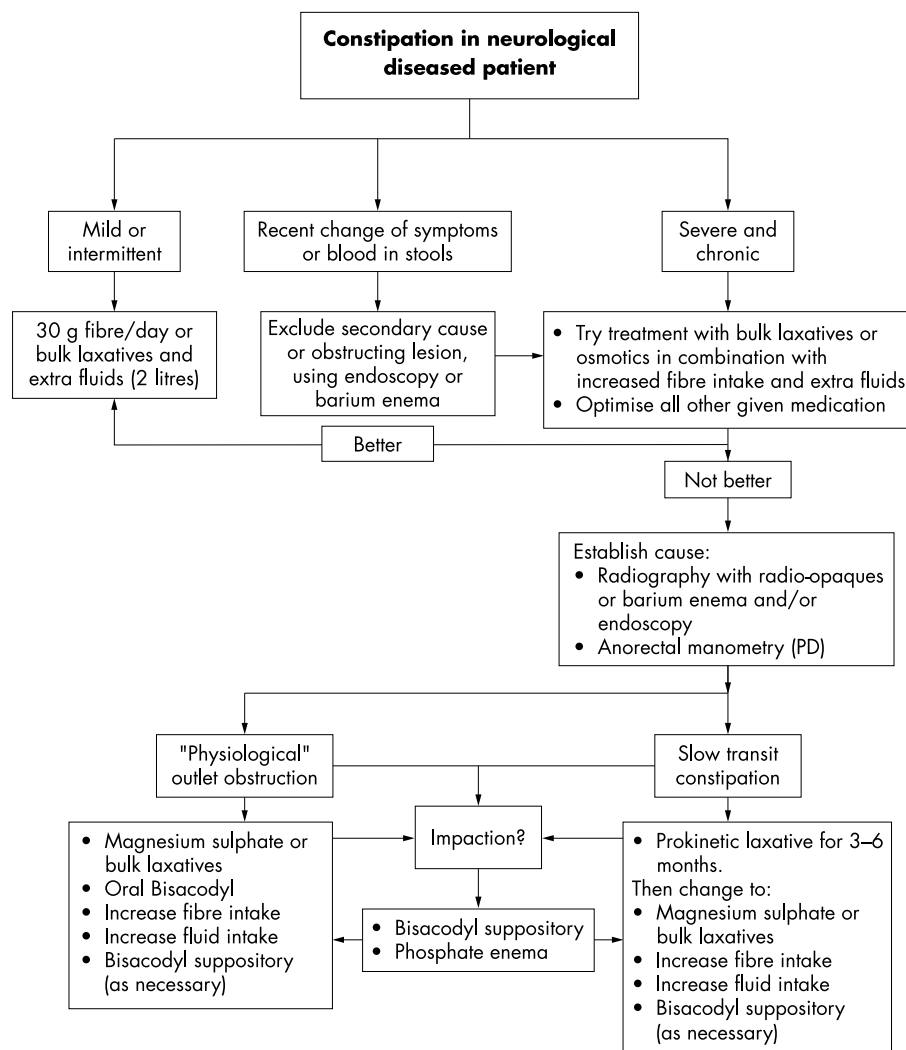 Constipation in neurological
diseased patient
Mild or
intermittent
Recent change of symptoms
or blood in stools
Severe and
chronic
30 g fibre/day or
bulk laxatives and
extra fluids (2 litres)
Exclude secondary cause
or obstructing lesion,
using endoscopy or
barium enema
• Try treatment with bulk laxatives or
osmotics in combination with
increased fibre intake and extra fluids
• Optimise all other given medication
Better
Not better
Establish cause:
• Radiography with radio-opaques
or barium enema and/or
endoscopy
• Anorectal manometry (PD)
"Physiological"
outlet obstruction
Slow transit
constipation
Impaction?
• Magnesium sulphate or
bulk laxatives
• Oral Bisacodyl
• Increase fibre intake
• Increase fluid intake
• Bisacodyl suppository
(as necessary)
• Bisacodyl suppository
• Phosphate enema
• Prokinetic laxative for 3–6
months.
Then change to:
• Magnesium sulphate or
bulk laxatives
• Increase fibre intake
• Increase fluid intake
• Bisacodyl suppository
(as necessary)